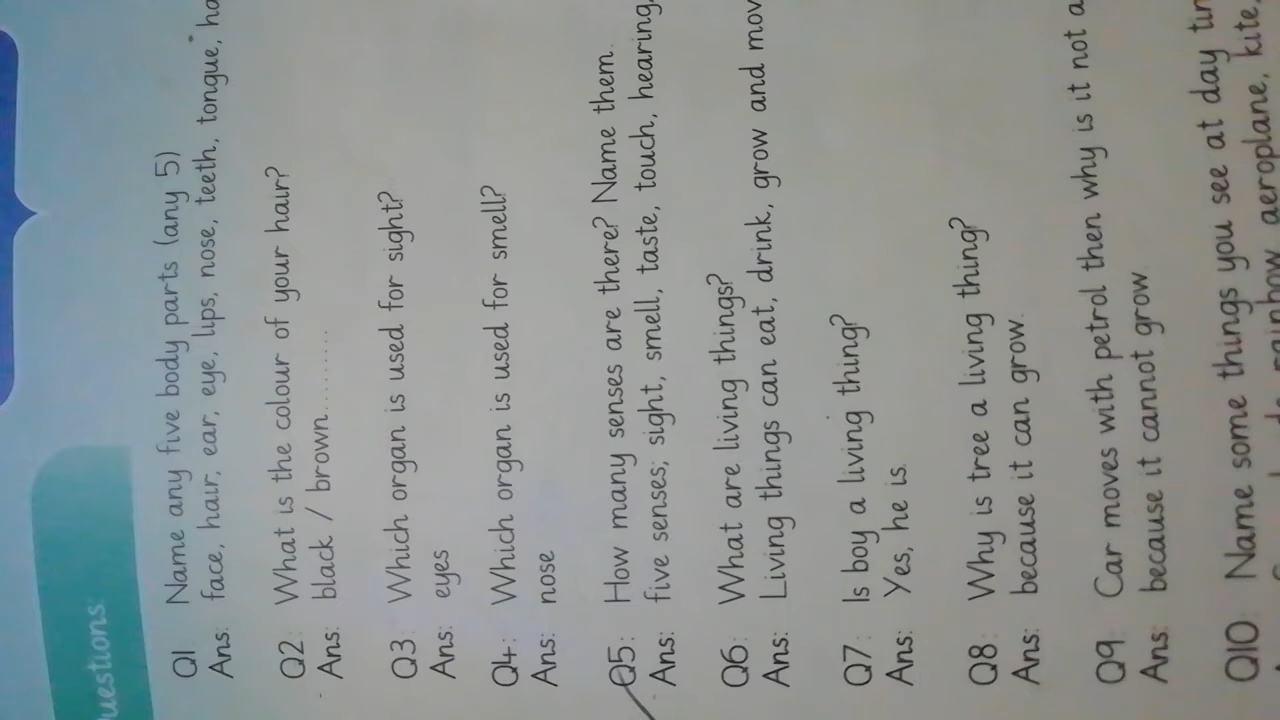 Q1: Name any five body parts (any 5)
Ans: face, hair, ear, eye, lips, nose, teeth, tongue,
Q2: What is the colour of your hair?
Ans: black / brown..........
Q3: Which organ is used for sight?
Ans: eyes
Q4: Which organ is used for smell?
Ans: nose
Q5: How many senses are there? Name them.
Ans: five senses; sight, smell, taste, touch, hearing,
Q6: What are living things?
Ans: Living things can eat, drink, grow and
Q7: Is boy a living thing?
Ans: Yes, he is.
Q8: Why is tree a living thing?
Ans: because it can grow.
Q9: Car moves with petrol then why is it not a
Ans: because it cannot grow.
Q10: Name some things you see at day
rainbow, aeroplane, kite,